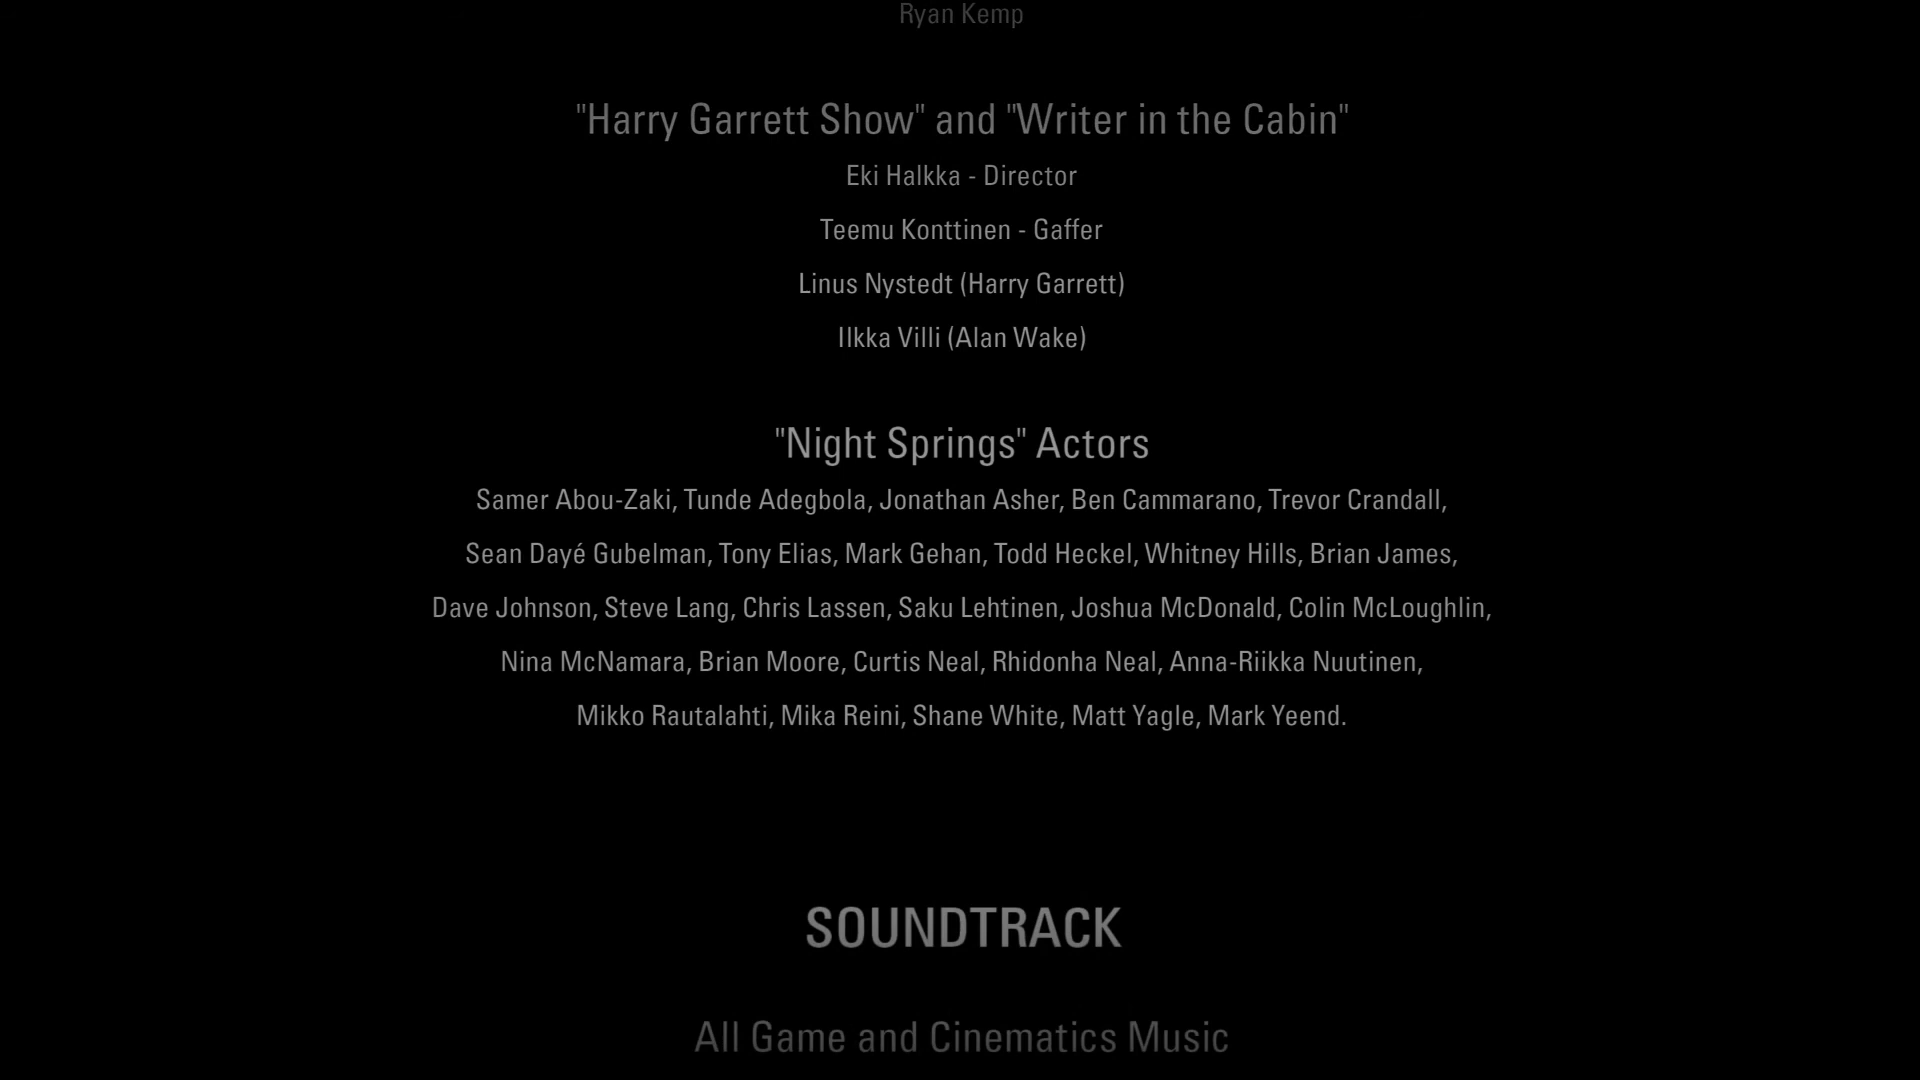 Ryan Kemp
"Harry Garrett Show" and "Writer in the Cabin"
Eki Halkka - Director
Teemu Konttinen - Gaffer
Linus Nystedt (Harry Garrett)
Ilkka Villi (Alan Wake)
"Night Springs" Actors
Samer Abou-Zaki, Tunde Adegbola, Jonathan Asher, Ben Cammarano, Trevor Crandall,
Sean Dayé Gubelman, Tony Elias, Mark Gehan, Todd Heckel, Whitney Hills, Brian James,
Dave Johnson, Steve Lang, Chris Lassen, Saku Lehtinen, Joshua McDonald, Colin McLoughlin,
Nina McNamara, Brian Moore, Curtis Neal, Rhidonha Neal, Anna-Riikka Nuutinen,
Mikko Rautalahti, Mika Reini, Shane White, Matt Yagle, Mark Yeend.
SOUNDTRACK
All Game and Cinematics Music